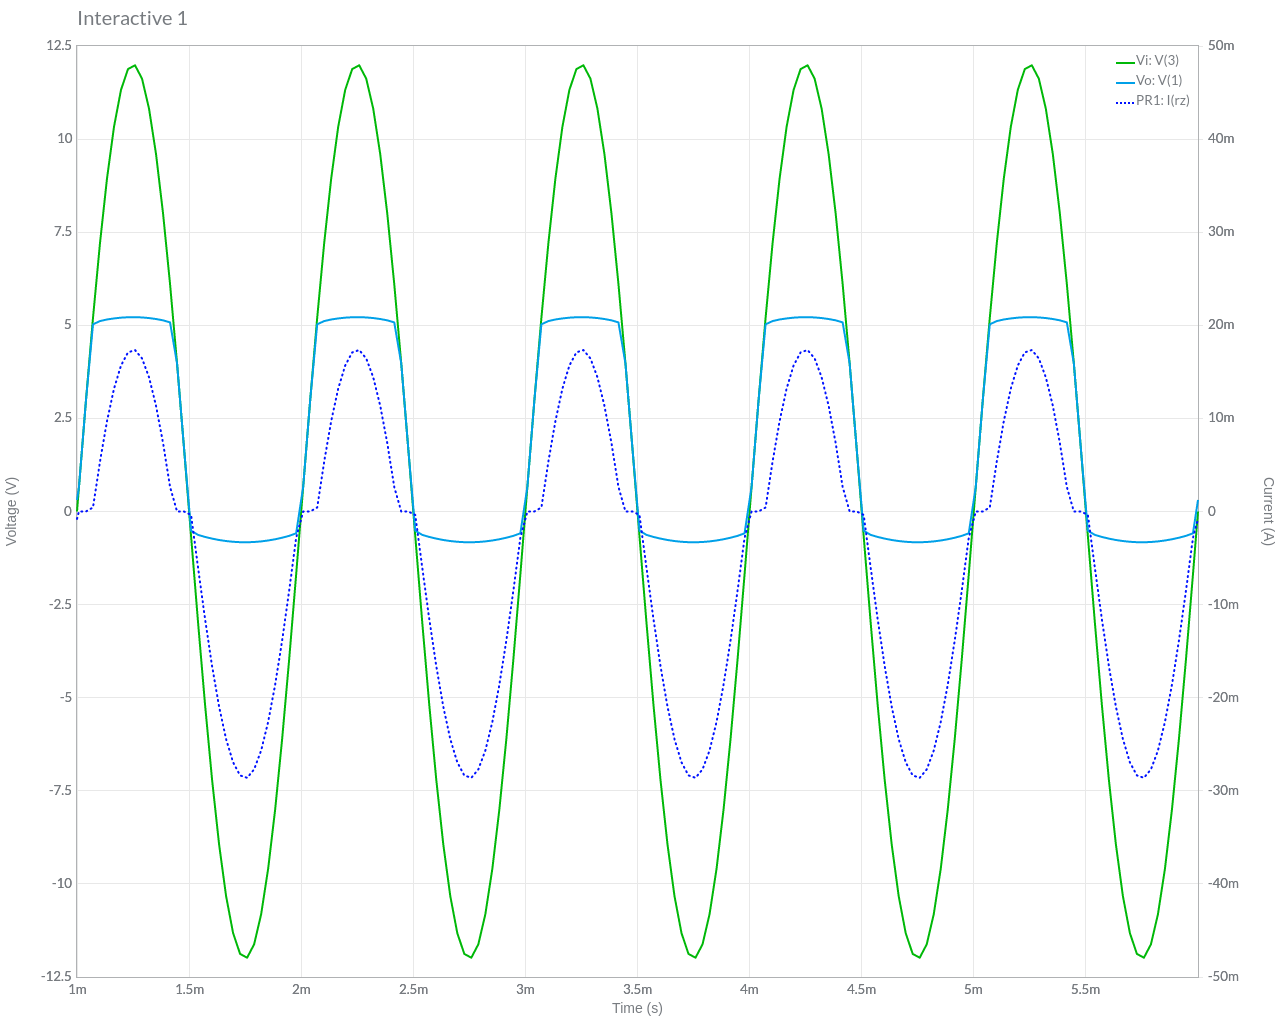 Interactive 1
12.5
10
7.5
5
2.5
0
-2.5
-5
-7.5
-10
-12.5
Voltage (V)
50m
40m
30m
20m
10m
0
-10m
-20m
-30m
-40m
-50m
Current (A)
Vi: V(3)
Vo: V(1)
PR1: I(rz)
1m 1.5m 2m 2.5m 3m 3.5m 4m 4.5m 5m 5.5m
Time (s)